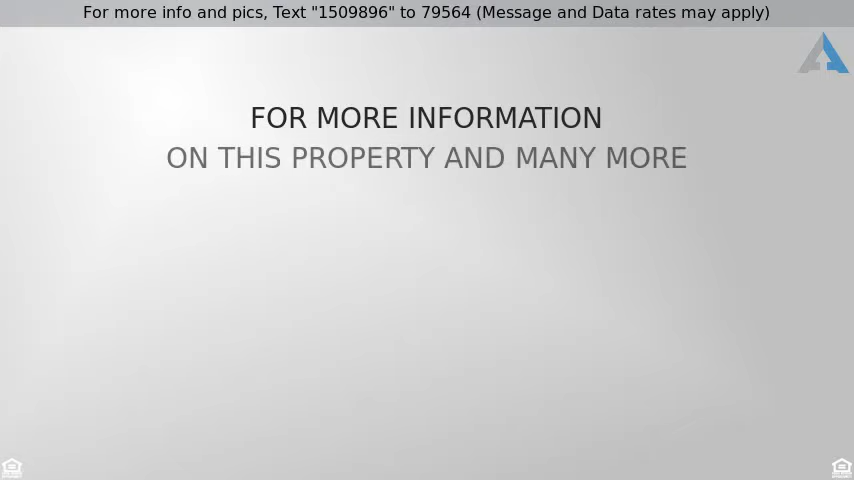 For more info and pics, Text "1509896" to 79564 (Message and Data rates may apply)
FOR MORE INFORMATION
ON THIS PROPERTY AND MANY MORE